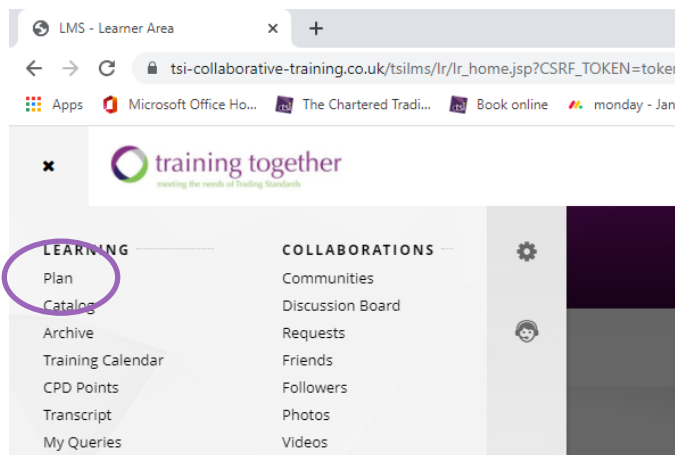 LMS - Learner Area
tsi-collaborative-training.co.uk/tsilms/lr/lr_home.jsp?CSRF_TOKEN=toker
Apps Microsoft Office Ho... The Chartered Tradi... Book online monday - Jan
training together
meeting the needs of Trading Standards
LEARNING
Plan
Catalog
Archive
Training Calendar
CPD Points
Transcript
My Queries
COLLABORATIONS
Communities
Discussion Board
Requests
Friends
Followers
Photos
Videos